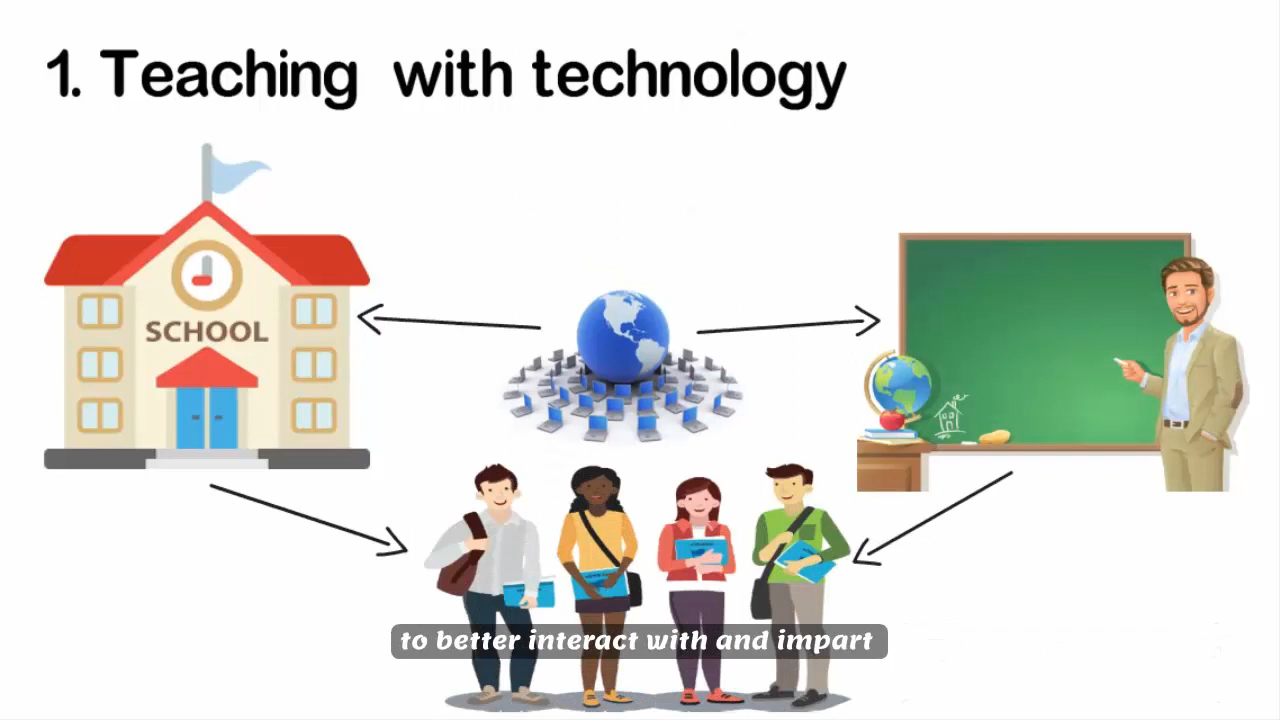 1. Teaching with technology
SCHOOL
to better interact with and impart